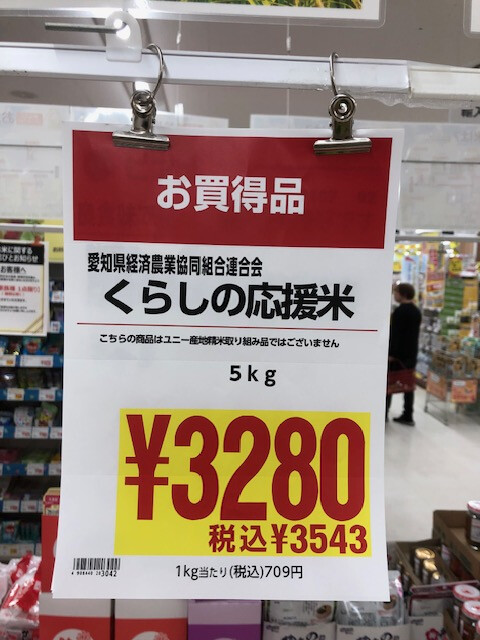 お買得品
愛知県経済農業協同組合連合会
くらしの応援米
こちらの商品はユニー産地精米取り組み品ではございません
5kg
¥3280
税込¥3543
1kg当たり(税込)709円